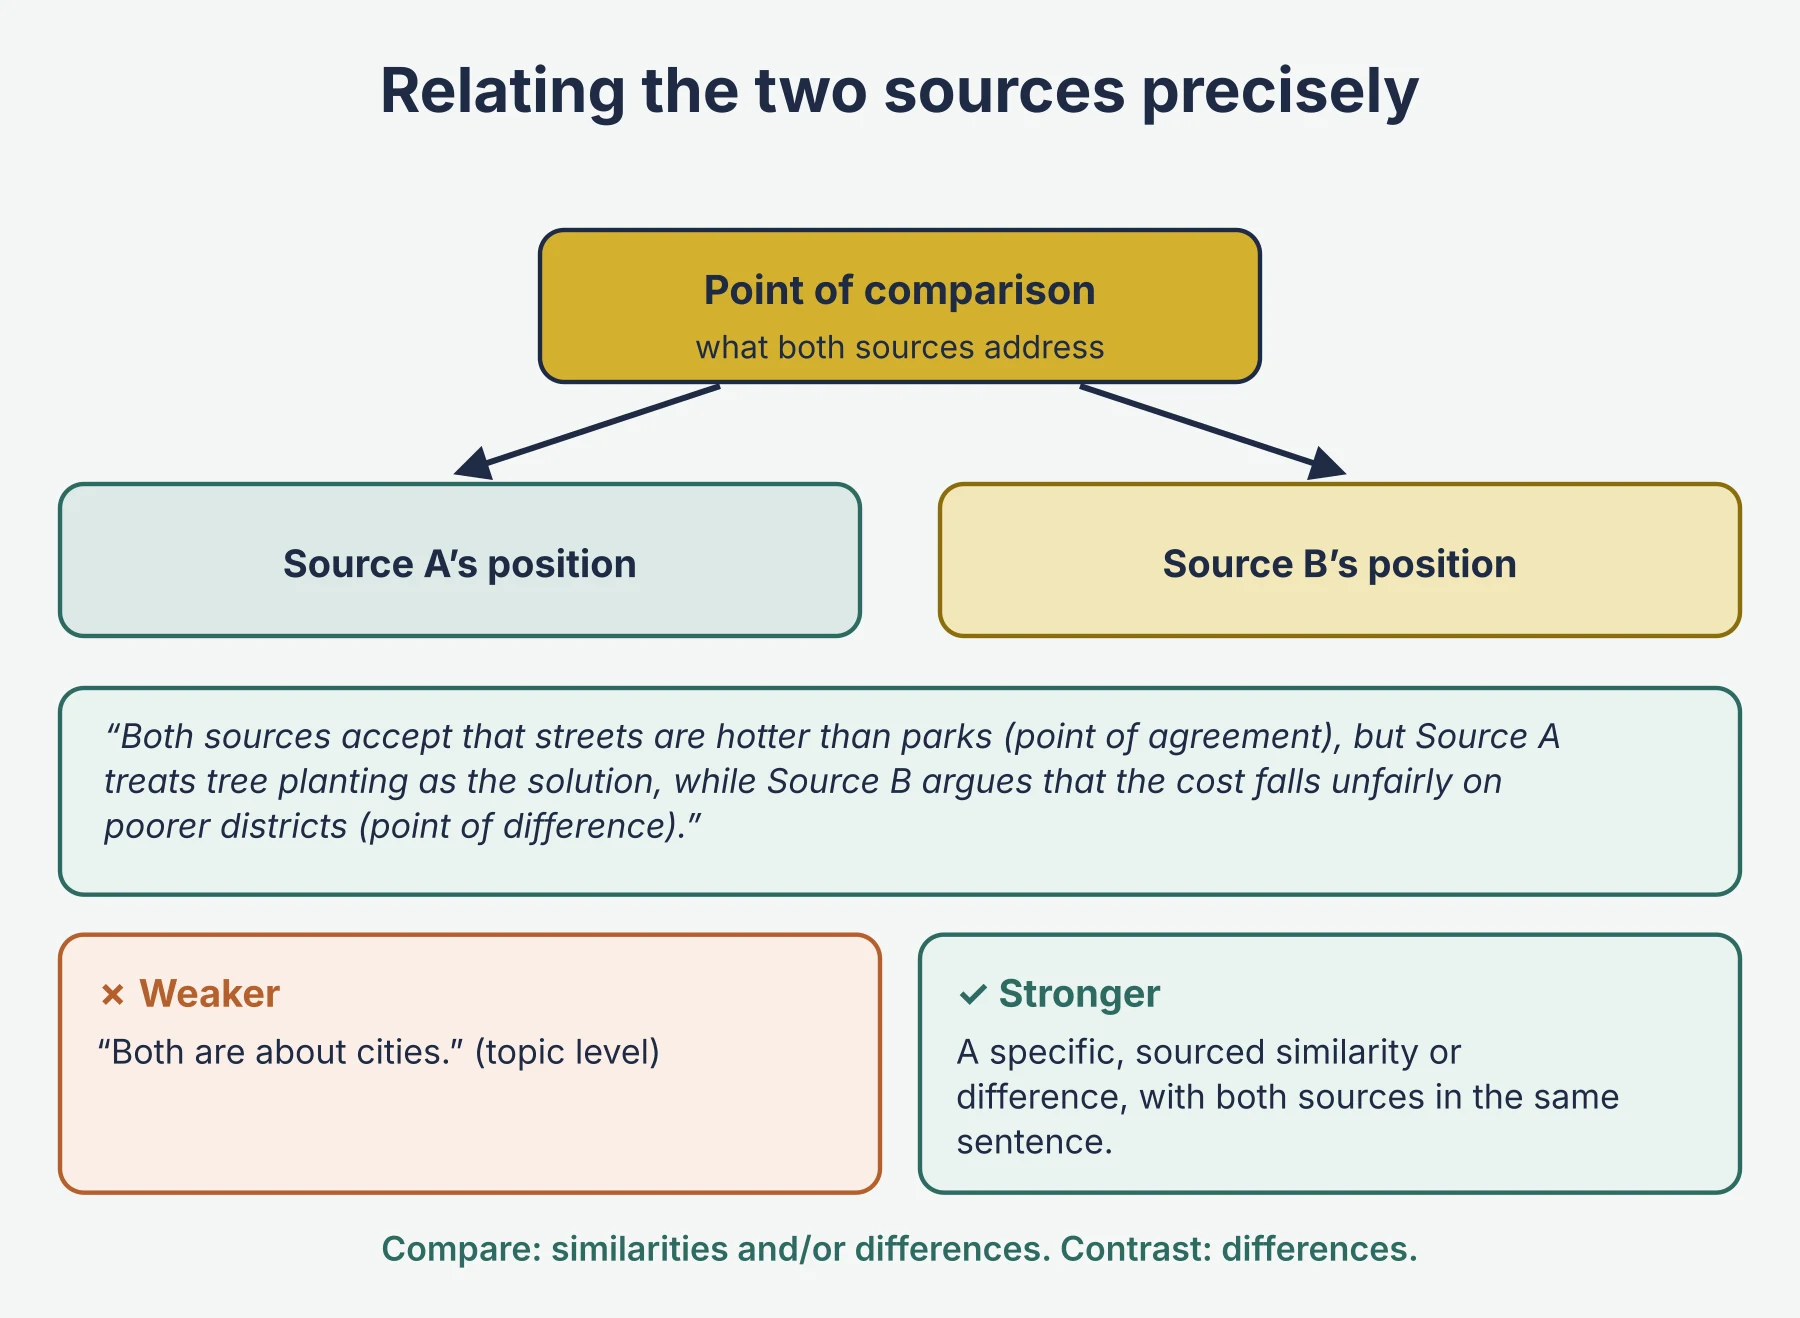 Relating the two sources precisely
Point of comparison
what both sources address
Source A’s position
Source B’s position
“Both sources accept that streets are hotter than parks (point of agreement), but Source A
treats tree planting as the solution, while Source B argues that the cost falls unfairly on
poorer districts (point of difference).”
× Weaker
“Both are about cities.” (topic level)
✓ Stronger
A specific, sourced similarity or
difference, with both sources in the same
sentence.
Compare: similarities and/or differences. Contrast: differences.